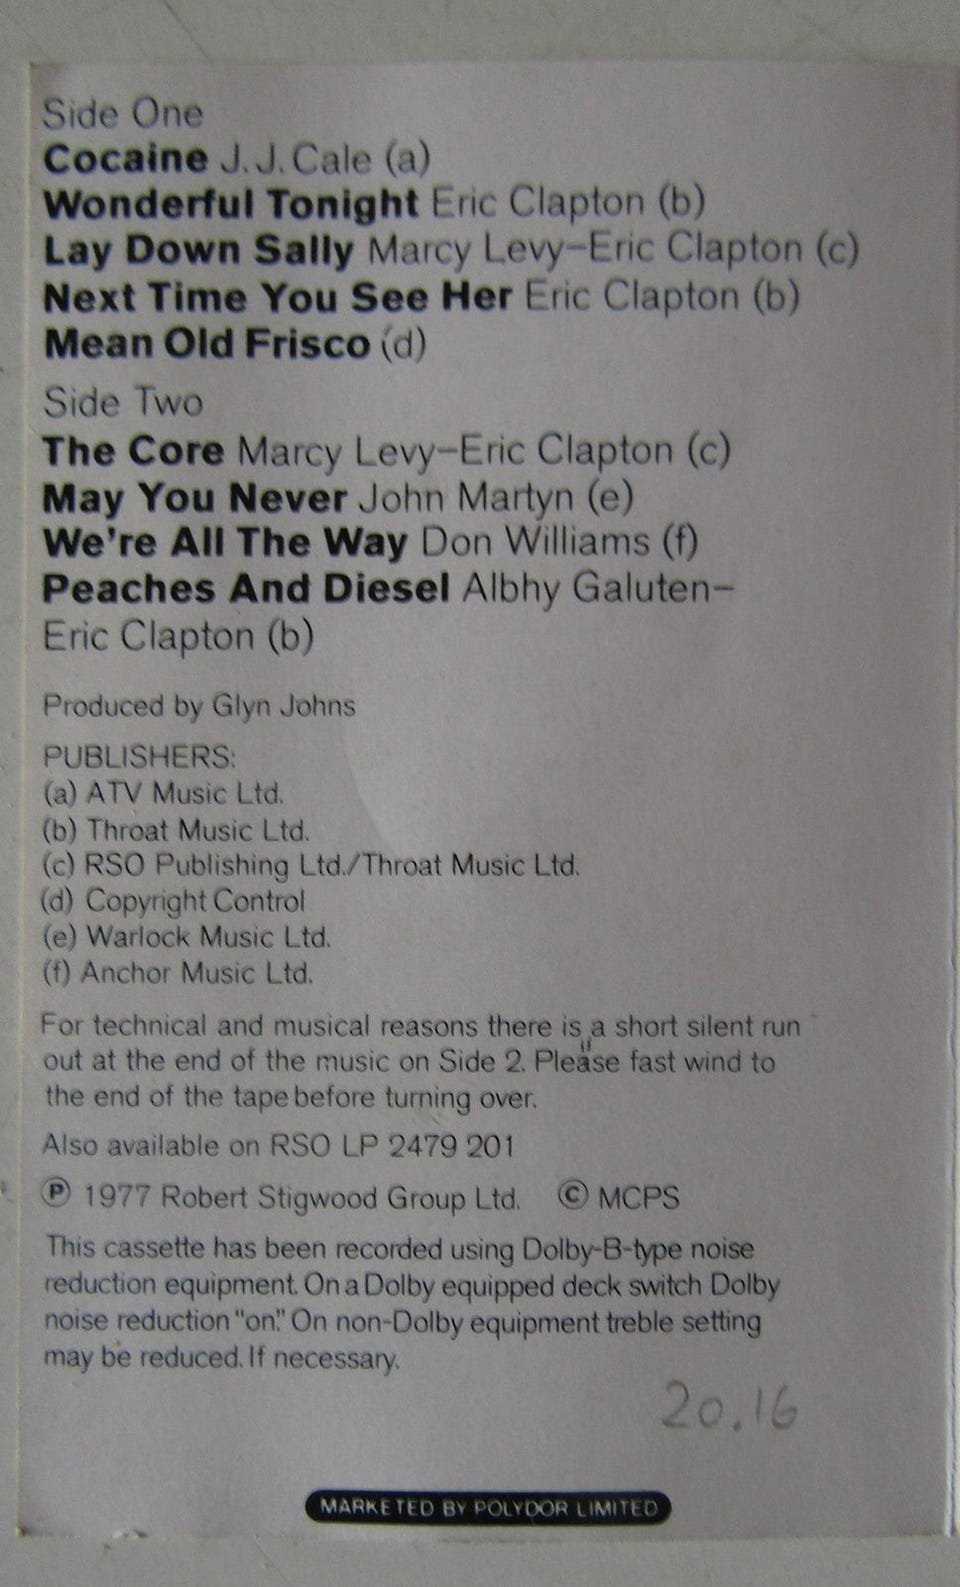 Side One
Cocaine J.J. Cale (a)
Wonderful Tonight Eric Clapton (b)
Lay Down Sally Marcy Levy–Eric Clapton (c)
Next Time You See Her Eric Clapton (b)
Mean Old Frisco (d)
Side Two
The Core Marcy Levy–Eric Clapton (c)
May You Never John Martyn (e)
We're All The Way Don Williams (f)
Peaches And Diesel Albhy Galuten–
Eric Clapton (b)
Produced by Glyn Johns
PUBLISHERS:
(a) ATV Music Ltd.
(b) Throat Music Ltd.
(c) RSO Publishing Ltd./Throat Music Ltd.
(d) Copyright Control
(e) Warlock Music Ltd.
(f) Anchor Music Ltd.
For technical and musical reasons there is a short silent run
out at the end of the music on Side 2. Please fast wind to
the end of the tape before turning over.
Also available on RSO LP 2479 201
Ⓟ 1977 Robert Stigwood Group Ltd. © MCPS
This cassette has been recorded using Dolby-B-type noise
reduction equipment. On a Dolby equipped deck switch Dolby
noise reduction "on." On non-Dolby equipment treble setting
may be reduced. If necessary.
20.16
MARKETED BY POLYDOR LIMITED